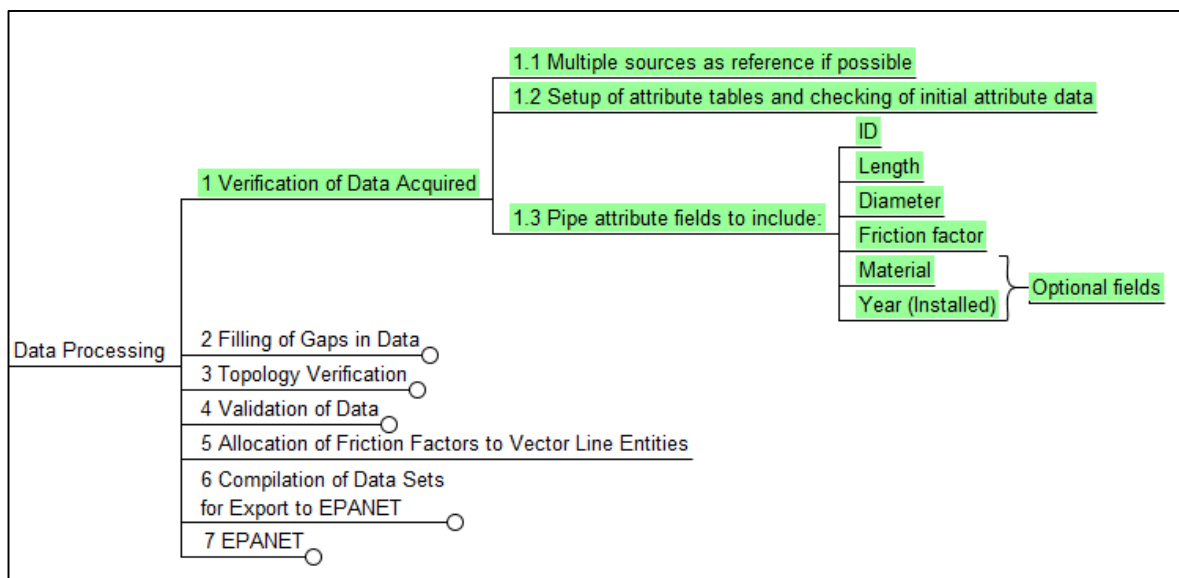 Data Processing
1 Verification of Data Acquired
1.1 Multiple sources as reference if possible
1.2 Setup of attribute tables and checking of initial attribute data
1.3 Pipe attribute fields to include:
ID
Length
Diameter
Friction factor
Material
Year (Installed)
Optional fields
2 Filling of Gaps in Data
3 Topology Verification
4 Validation of Data
5 Allocation of Friction Factors to Vector Line Entities
6 Compilation of Data Sets
for Export to EPANET
7 EPANET